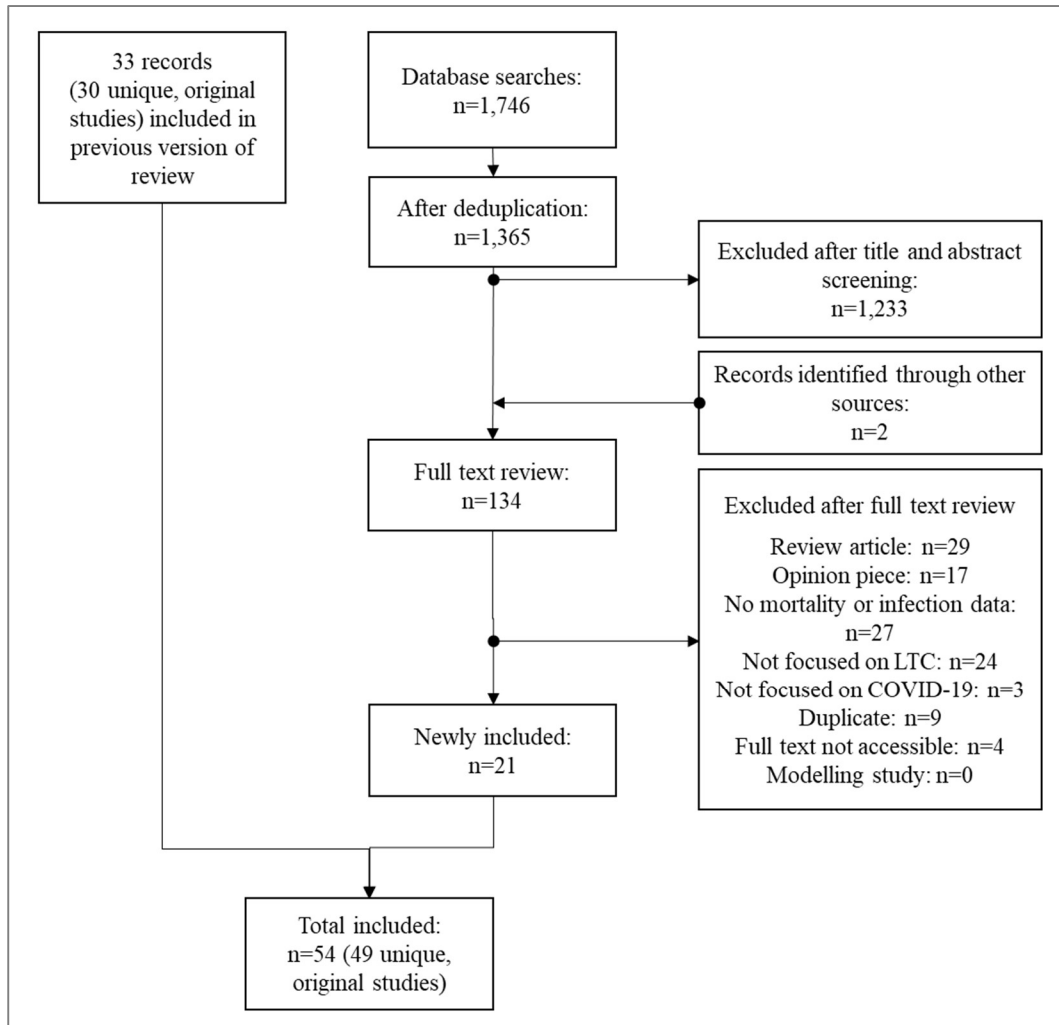 33 records
(30 unique, original
studies) included in
previous version of
review
Database searches:
n=1,746
After deduplication:
n=1,365
Excluded after title and abstract
screening:
n=1,233
Records identified through other
sources:
n=2
Full text review:
n=134
Excluded after full text review
Review article: n=29
Opinion piece: n=17
No mortality or infection data:
n=27
Not focused on LTC: n=24
Not focused on COVID-19: n=3
Duplicate: n=9
Full text not accessible: n=4
Modelling study: n=0
Newly included:
n=21
Total included:
n=54 (49 unique,
original studies)